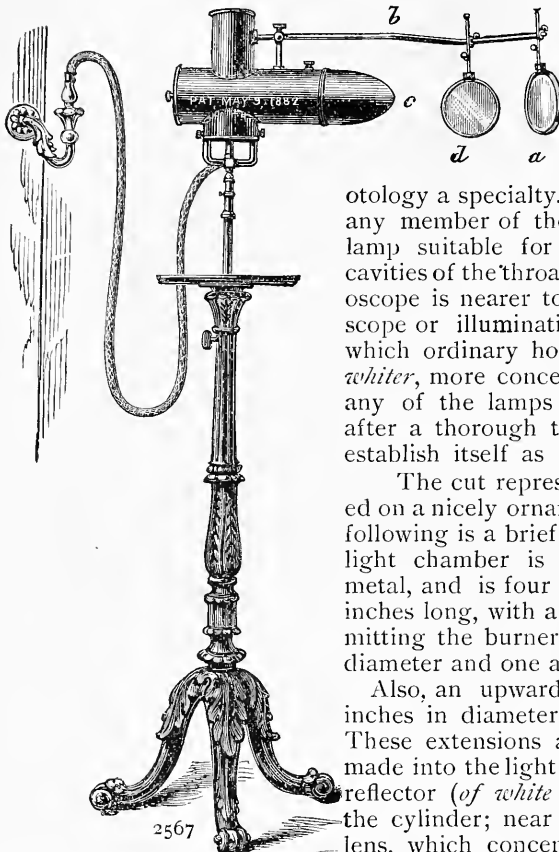 b
PAT. MAY 9. 1882
c
d
a
otology a specialty.
any member of the
lamp suitable for
cavities of the throa
oscope is nearer to
scope or illuminati
which ordinary ho
whiter, more conce
any of the lamps
after a thorough t
establish itself as
The cut repres
ed on a nicely ornar
following is a brief
light chamber is
metal, and is four
inches long, with a
mitting the burner
diameter and one a
Also, an upward
inches in diameter
These extensions a
made into the light
reflector (of white
the cylinder; near
lens, which concen
2567